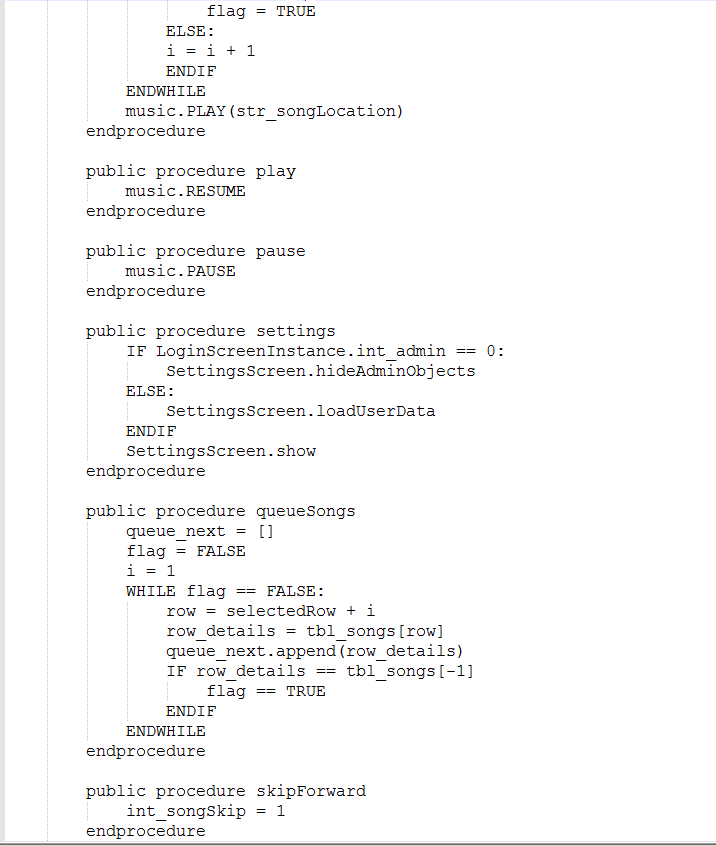 flag = TRUE
ELSE:
i = i + 1
ENDIF
ENDWHILE
music.PLAY(str_songLocation)
endprocedure
public procedure play
music.RESUME
endprocedure
public procedure pause
music.PAUSE
endprocedure
public procedure settings
IF LoginScreenInstance.int_admin == 0:
SettingsScreen.hideAdminObjects
ELSE:
SettingsScreen.loadUserData
ENDIF
SettingsScreen.show
endprocedure
public procedure queueSongs
queue_next = []
flag = FALSE
i = 1
WHILE flag == FALSE:
row = selectedRow + i
row_details = tbl_songs[row]
queue_next.append(row_details)
IF row_details == tbl_songs[-1]
flag == TRUE
ENDIF
ENDWHILE
endprocedure
public procedure skipForward
int_songSkip = 1
endprocedure